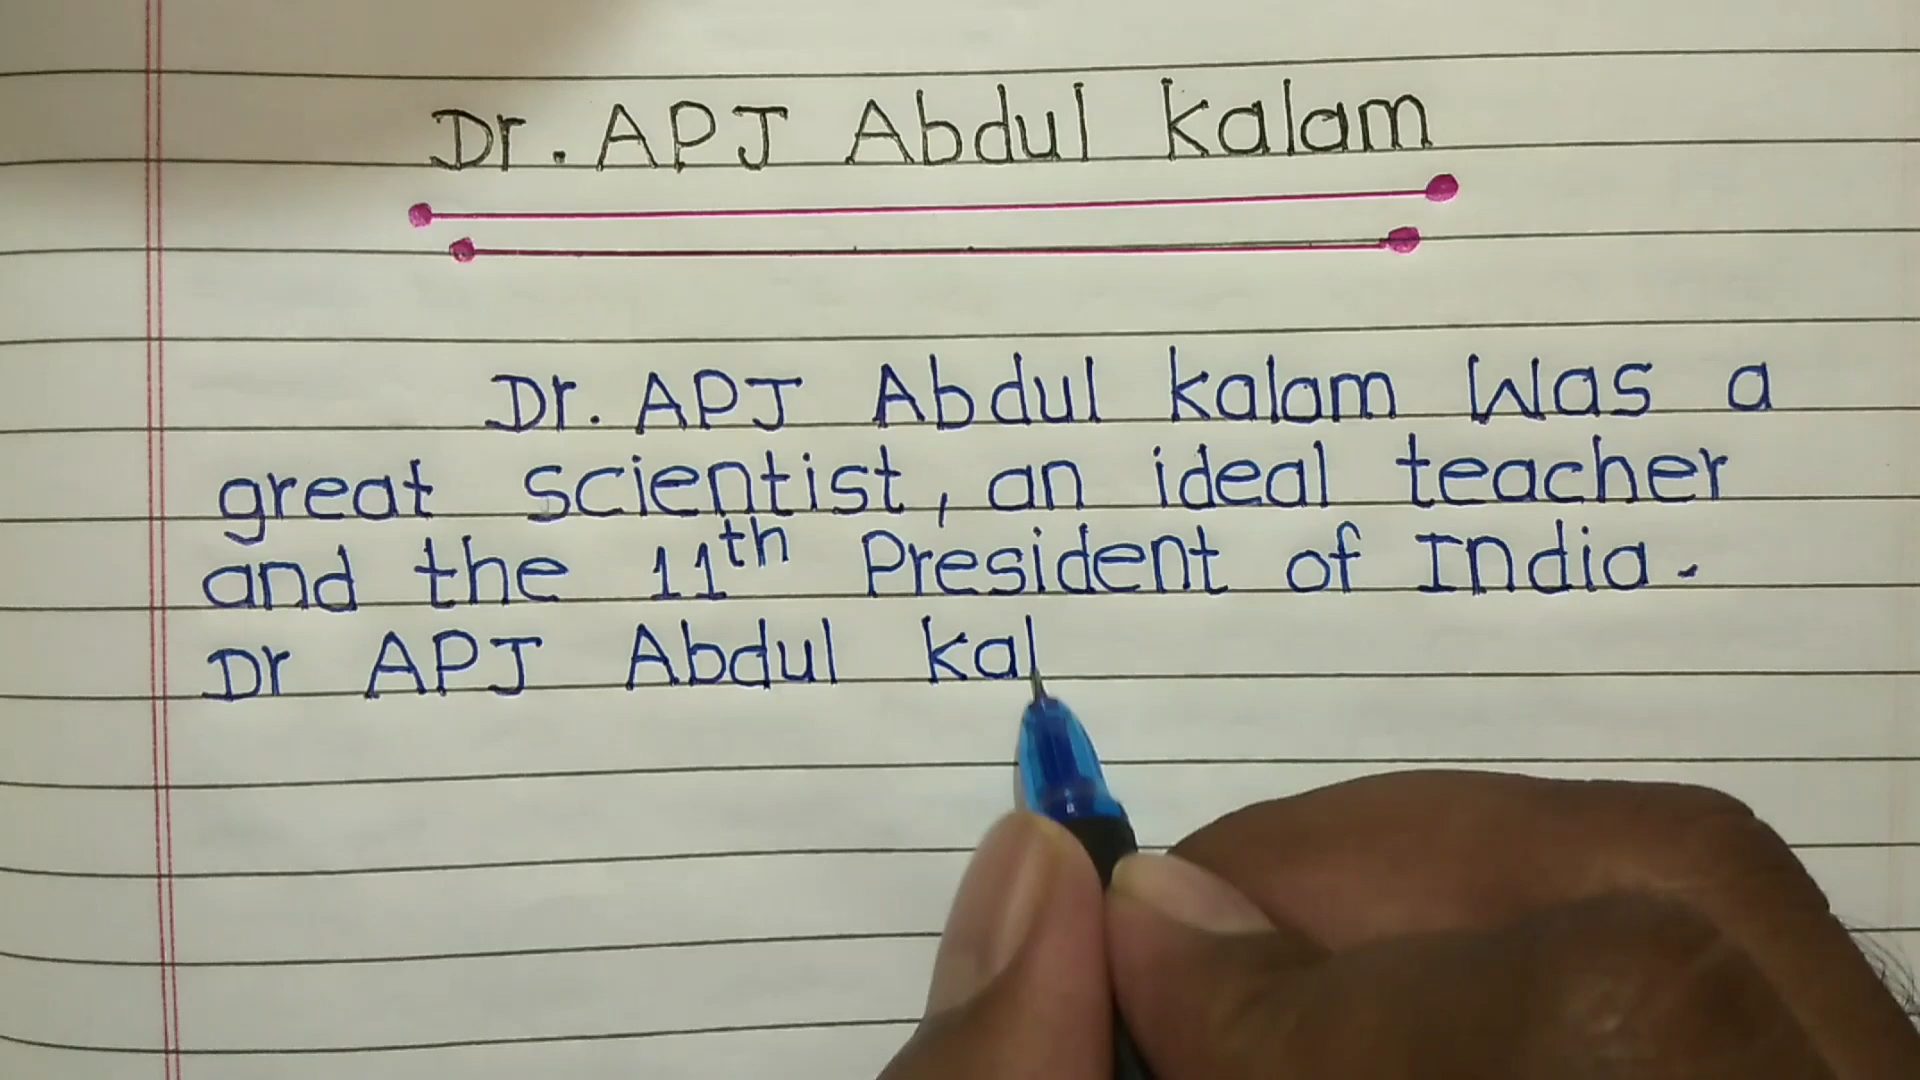 Dr. APJ Abdul kalam
Dr. APJ Abdul kalam Was a
great scientist, an ideal teacher
and the 11th President of India.
Dr APJ Abdul kal